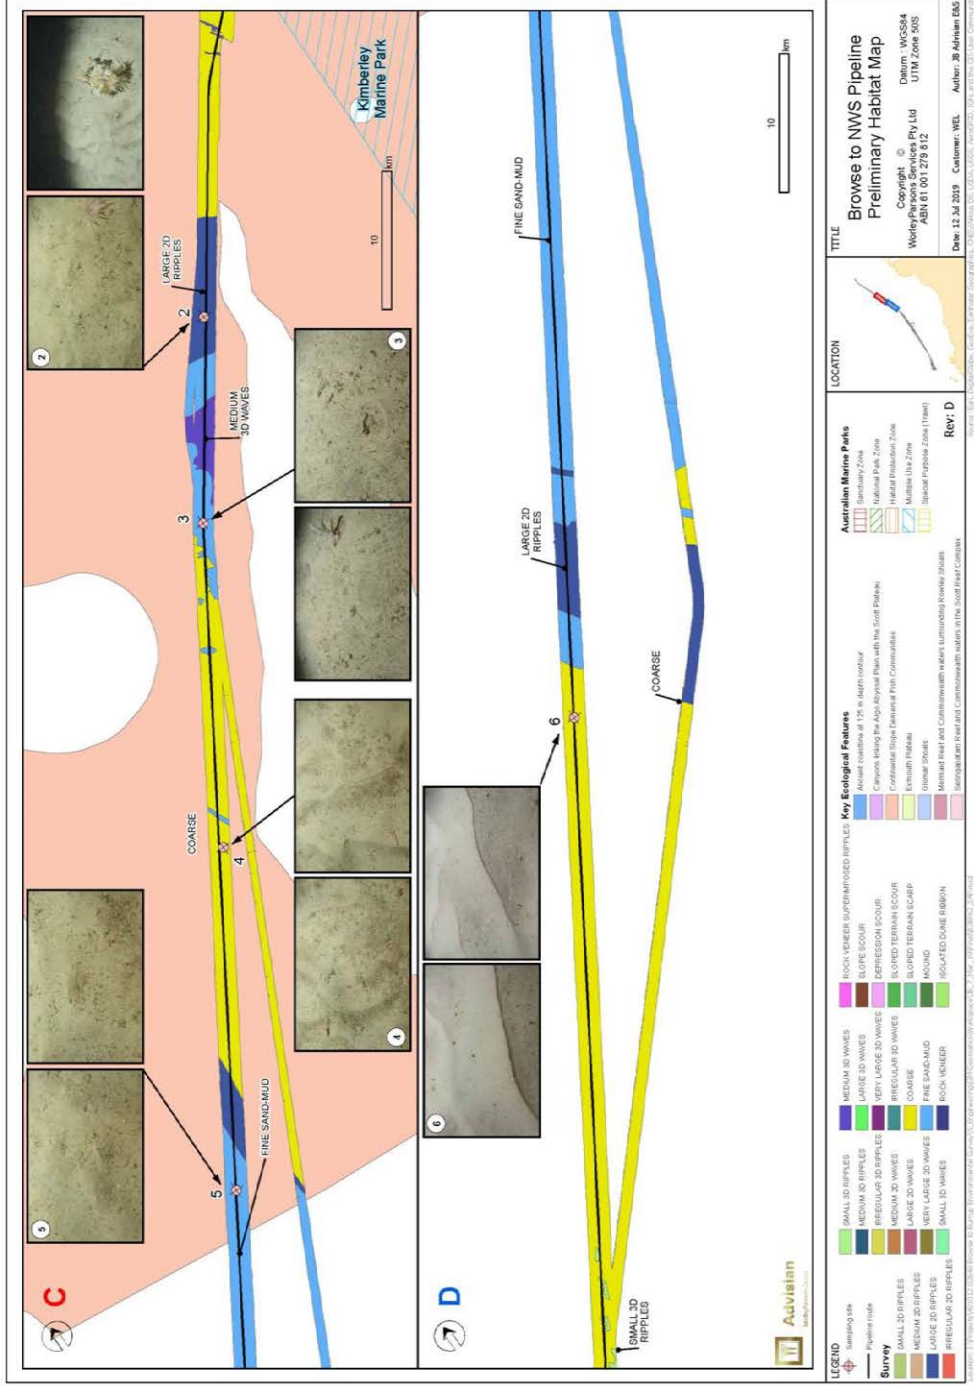 C
5
4
3
2
5
4
3
2
FINE SAND-MUD
COARSE
MEDIUM
3D WAVES
LARGE 2D
RIPPLES
Kimberley
Marine Park
10
km
D
6
6
SMALL 3D
RIPPLES
COARSE
LARGE 2D
RIPPLES
FINE SAND-MUD
10
km
Advisian
LEGEND
Sampling site
Pipeline route
Survey
SMALL 2D RIPPLES
MEDIUM 2D RIPPLES
LARGE 2D RIPPLES
IRREGULAR 2D RIPPLES
SMALL 3D RIPPLES
MEDIUM 3D RIPPLES
IRREGULAR 3D RIPPLES
MEDIUM 2D WAVES
LARGE 2D WAVES
VERY LARGE 2D WAVES
SMALL 3D WAVES
MEDIUM 3D WAVES
LARGE 3D WAVES
VERY LARGE 3D WAVES
IRREGULAR 3D WAVES
COARSE
FINE SAND-MUD
ROCK VENEER
ROCK VENEER SUPERIMPOSED RIPPLES
SLOPE SCOUR
DEPRESSION SCOUR
SLOPED TERRAIN SCOUR
SLOPED TERRAIN SCARP
MOUND
ISOLATED DUNE RIBBON
Key Ecological Features
Ancient coastline at 125 m depth contour
Canyons linking the Argo Abyssal Plain with the Scott Plateau
Continental Slope Demersal Fish Communities
Exmouth Plateau
Glomar Shoals
Mermaid Reef and Commonwealth waters surrounding Rowley Shoals
Seringapatam Reef and Commonwealth waters in the Scott Reef Complex
Australian Marine Parks
Sanctuary Zone
National Park Zone
Habitat Protection Zone
Multiple Use Zone
Special Purpose Zone (Trawl)
Rev: D
LOCATION
TITLE
Browse to NWS Pipeline
Preliminary Habitat Map
Copyright ©
WorleyParsons Services Pty Ltd
ABN 61 001 279 812
Datum : WGS84
UTM Zone 50S
Date: 12 Jul 2019 Customer: WEL Author: JB Advisian E&S